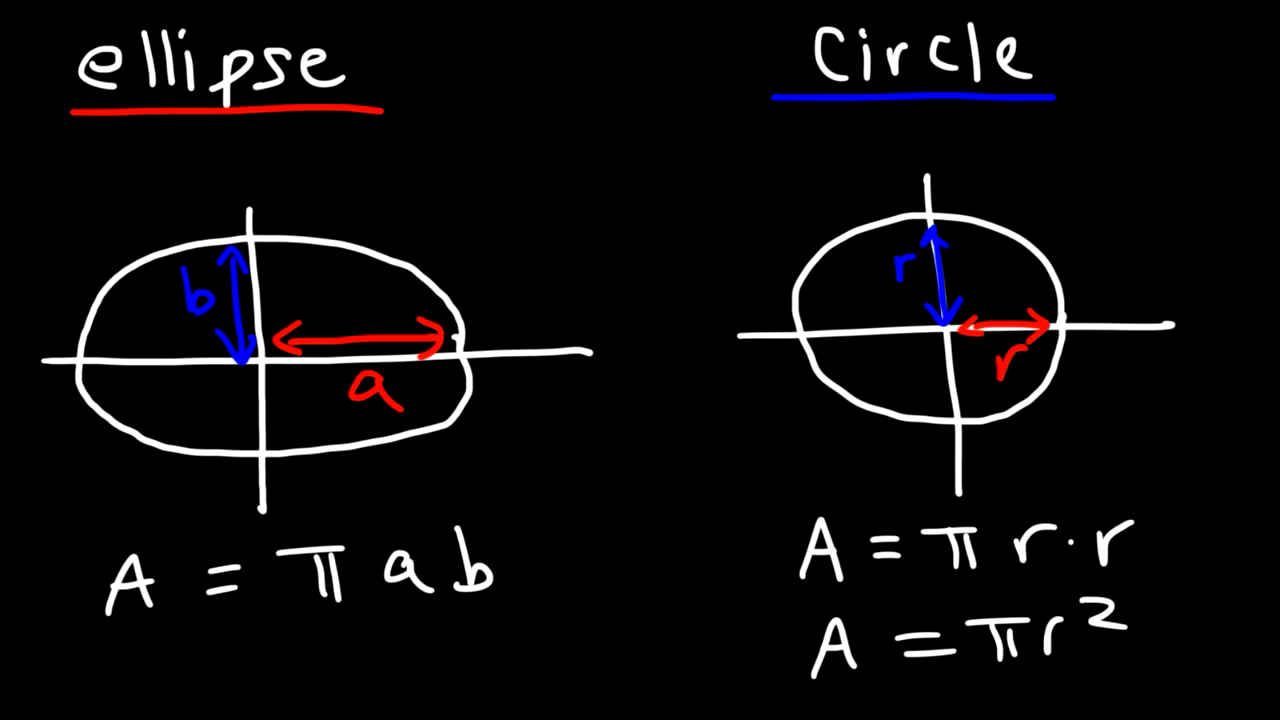 ellipse
b
a
A = π a b
Circle
r
r
A = π r · r
A = π r²